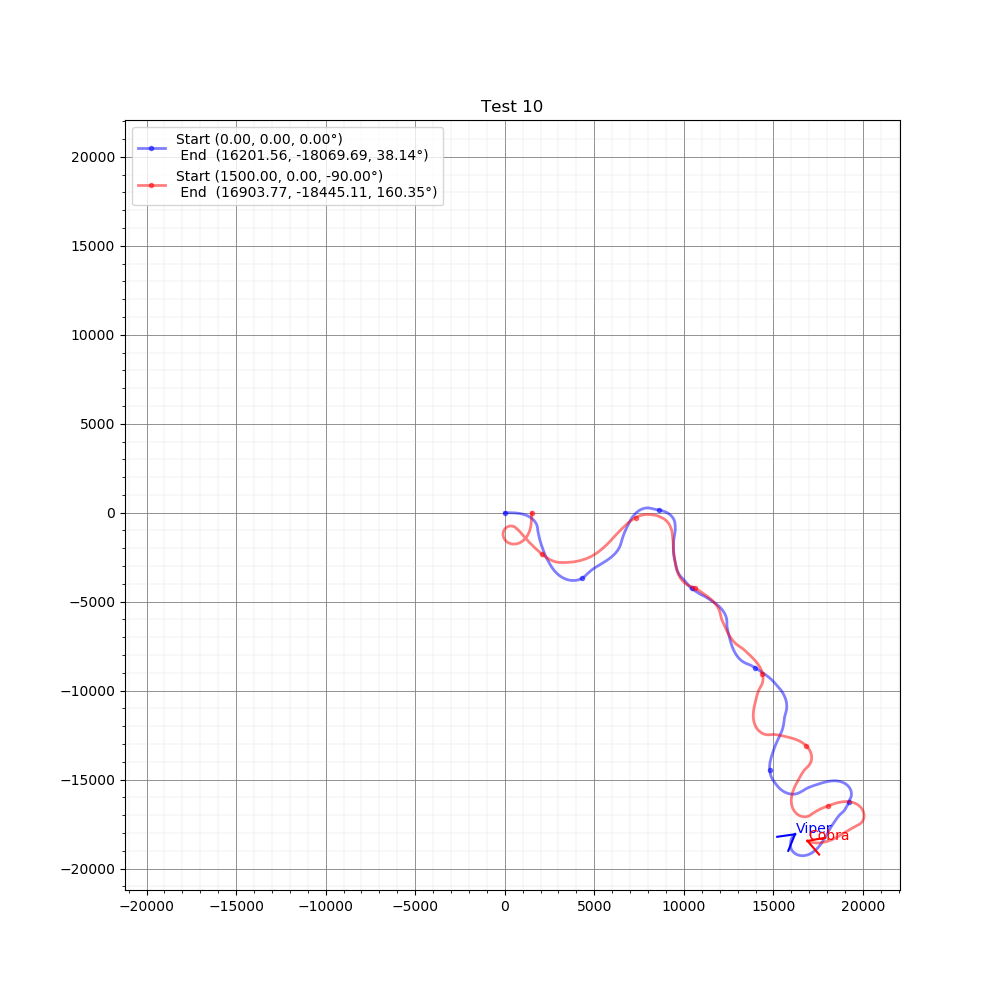 Test 10
Start (0.00, 0.00, 0.00°)
End  (16201.56, -18069.69, 38.14°)
Start (1500.00, 0.00, -90.00°)
End  (16903.77, -18445.11, 160.35°)
20000
15000
10000
5000
0
−5000
−10000
−15000
−20000
Viper
Cobra
−20000 −15000 −10000 −5000 0 5000 10000 15000 20000